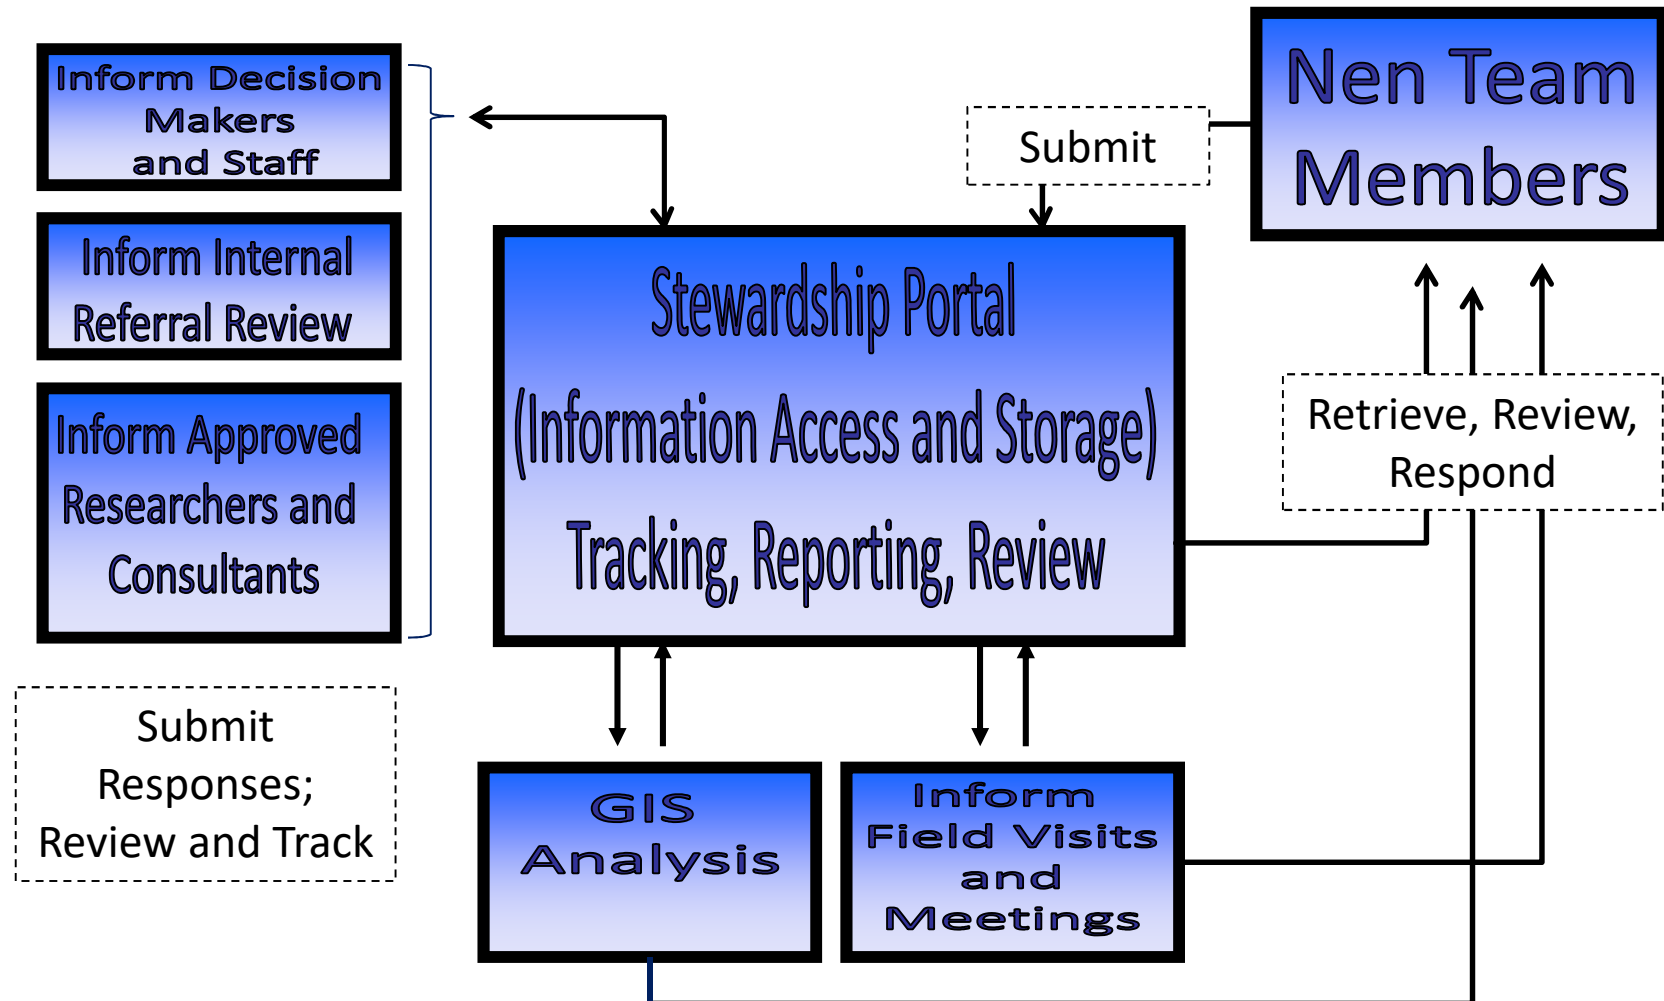 Inform Decision
Makers
and Staff
Inform Internal
Referral Review
Inform Approved
Researchers and
Consultants
Submit
Responses;
Review and Track
Submit
Nen Team
Members
Stewardship Portal
(Information Access and Storage)
Tracking, Reporting, Review
Retrieve, Review,
Respond
GIS
Analysis
Inform
Field Visits
and
Meetings